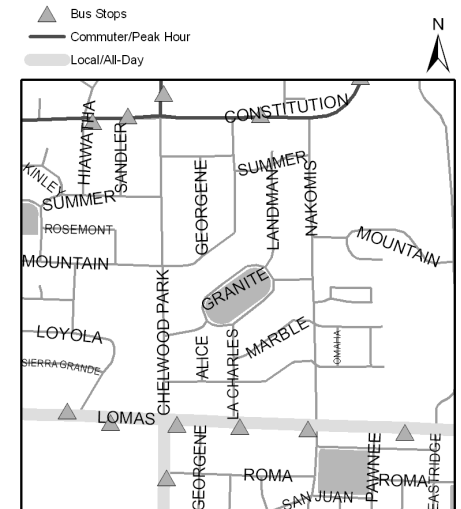 Bus Stops
Commuter/Peak Hour
Local/All-Day
N
CONSTITUTION
HIAWATHA
SANDLER
KINLEY
SUMMER
GEORGENE
SUMMER
LANDMAN
NAKOMIS
ROSEMONT
MOUNTAIN
MOUNTAIN
GRANITE
CHELWOOD PARK
LOYOLA
ALICE
LA CHARLES
MARBLE
OMAHA
SIERRA GRANDE
LOMAS
GEORGENE
ROMA
SAN JUAN
PAWNEE
ROMA
EASTRIDGE